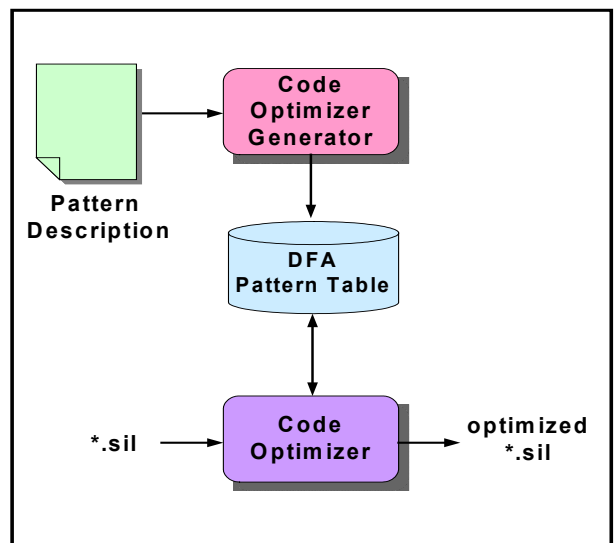 Code
Optimizer
Generator
Pattern
Description
DFA
Pattern Table
*.sil
Code
Optimizer
optimized
*.sil